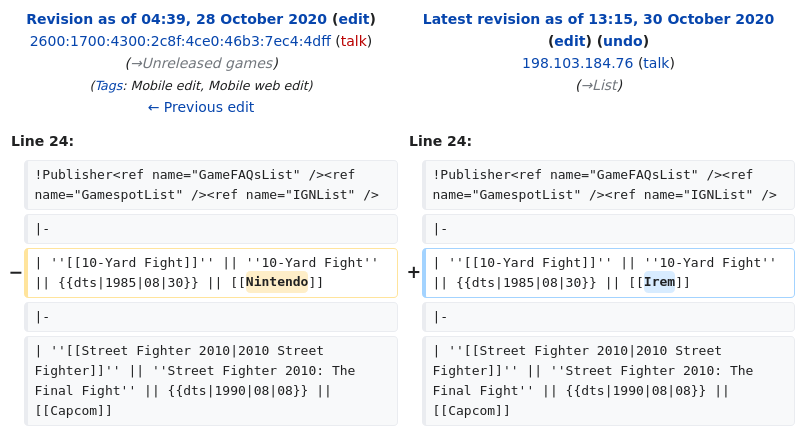 Revision as of 04:39, 28 October 2020 (edit)
2600:1700:4300:2c8f:4ce0:46b3:7ec4:4dff (talk)
(→Unreleased games)
(Tags: Mobile edit, Mobile web edit)
← Previous edit
Latest revision as of 13:15, 30 October 2020
(edit) (undo)
198.103.184.76 (talk)
(→List)
Line 24:
!Publisher<ref name="GameFAQsList" /><ref
name="GamespotList" /><ref name="IGNList" />
|-
− | ''[[10-Yard Fight]]'' || ''10-Yard Fight''
|| {{dts|1985|08|30}} || [[Nintendo]]
|-
| ''[[Street Fighter 2010|2010 Street
Fighter]]'' || ''Street Fighter 2010: The
Final Fight'' || {{dts|1990|08|08}} ||
[[Capcom]]
Line 24:
!Publisher<ref name="GameFAQsList" /><ref
name="GamespotList" /><ref name="IGNList" />
|-
+ | ''[[10-Yard Fight]]'' || ''10-Yard Fight''
|| {{dts|1985|08|30}} || [[Irem]]
|-
| ''[[Street Fighter 2010|2010 Street
Fighter]]'' || ''Street Fighter 2010: The
Final Fight'' || {{dts|1990|08|08}} ||
[[Capcom]]